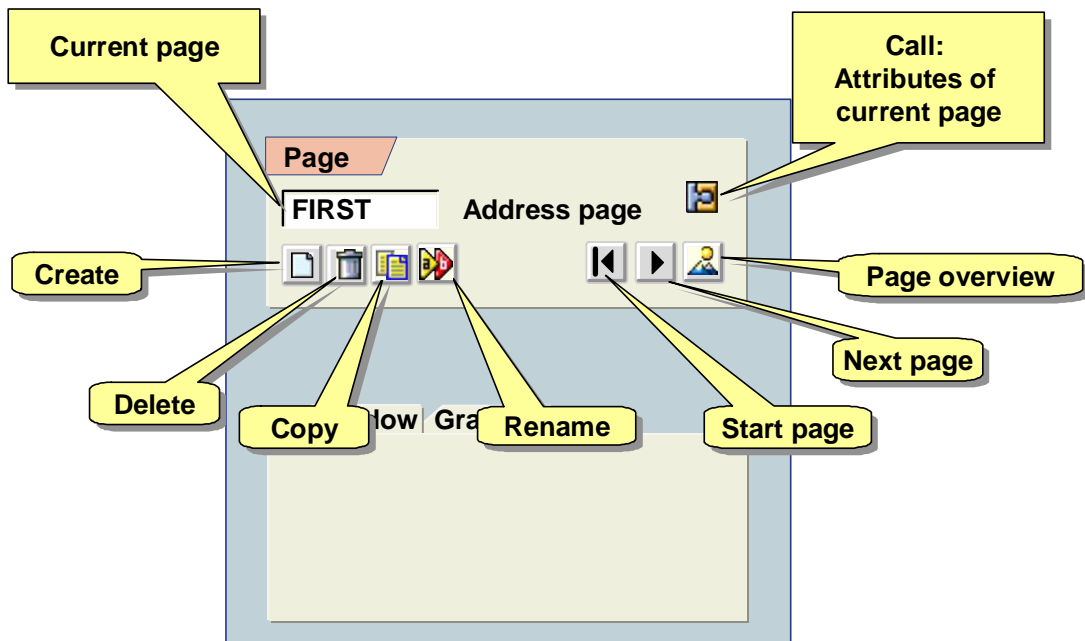 Current page
Call:
Attributes of
current page
Page
FIRST
Address page
Create
Page overview
Next page
Delete
Copy
Rename
Start page